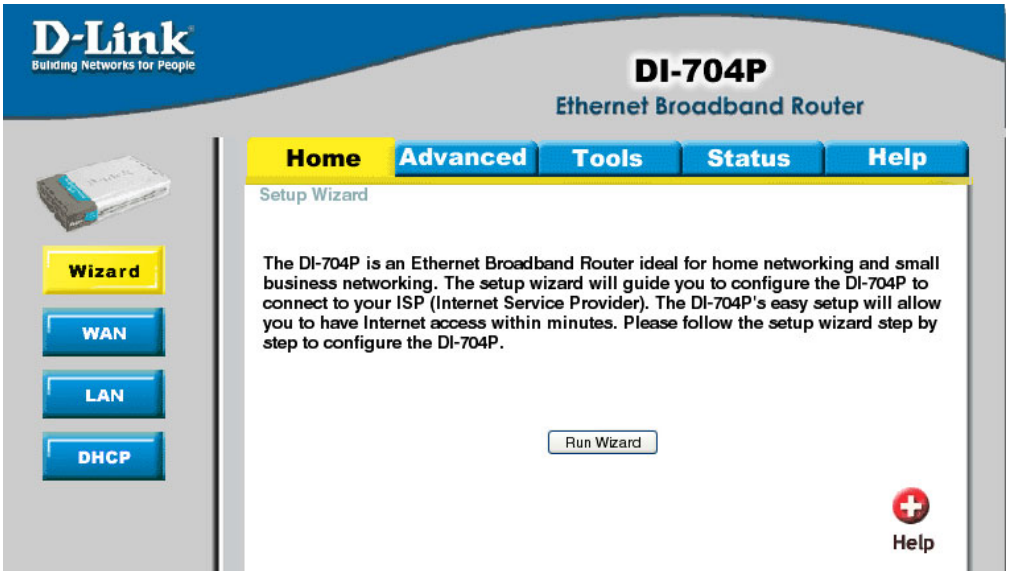 D-Link
Building Networks for People
DI-704P
Ethernet Broadband Router
Home
Advanced
Tools
Status
Help
Wizard
WAN
LAN
DHCP
Setup Wizard
The DI-704P is an Ethernet Broadband Router ideal for home networking and small
business networking. The setup wizard will guide you to configure the DI-704P to
connect to your ISP (Internet Service Provider). The DI-704P's easy setup will allow
you to have Internet access within minutes. Please follow the setup wizard step by
step to configure the DI-704P.
Run Wizard
Help